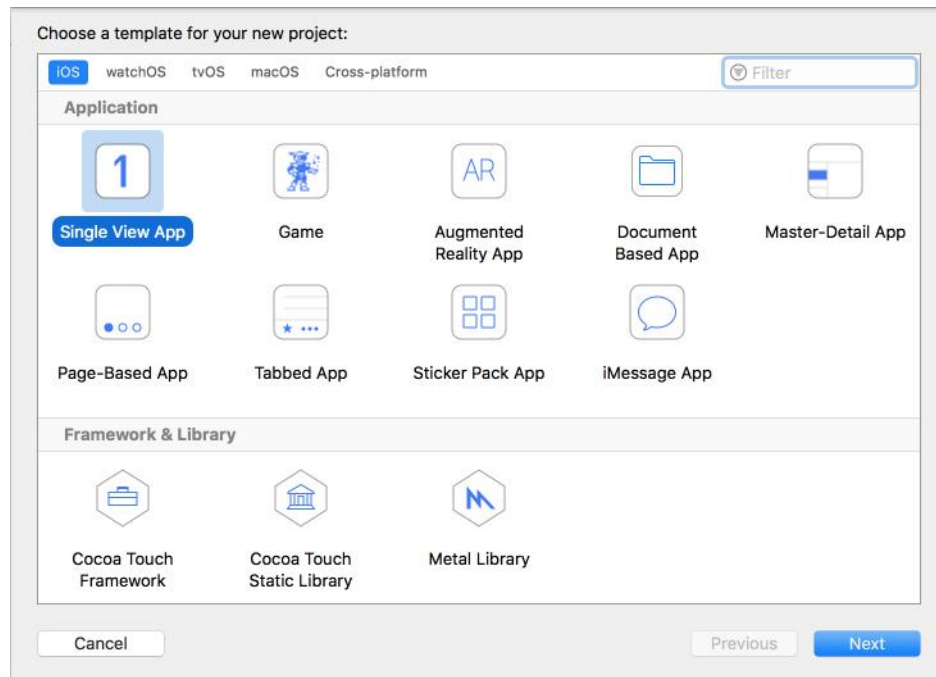 Choose a template for your new project:
iOS watchOS tvOS macOS Cross-platform Filter
Application
1 AR
Single View App Game Augmented Reality App Document Based App Master-Detail App
Page-Based App Tabbed App Sticker Pack App iMessage App
Framework & Library
Cocoa Touch Framework Cocoa Touch Static Library Metal Library
Cancel Previous Next